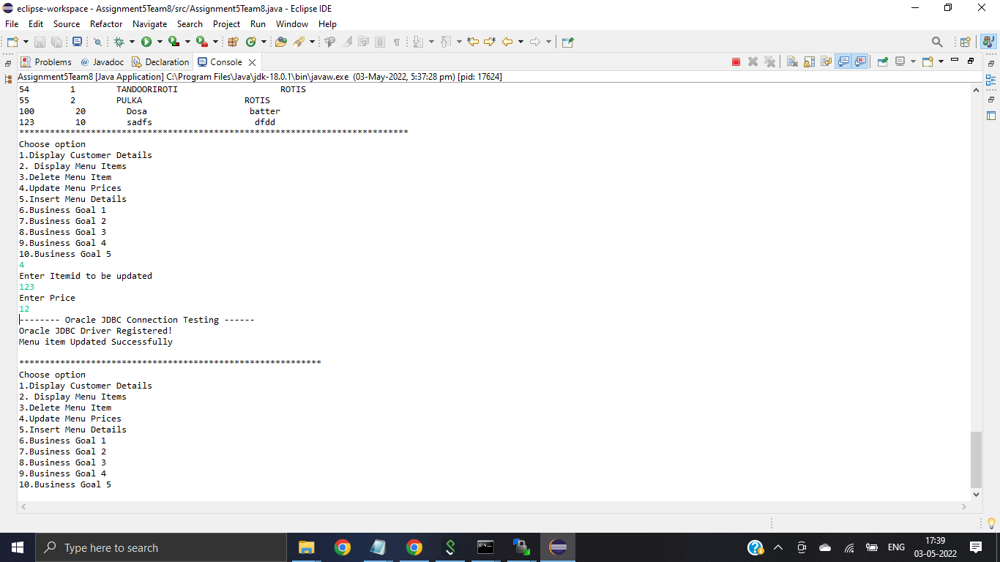 eclipse-workspace - Assignment5Team8/src/Assignment5Team8.java - Eclipse IDE
File Edit Source Refactor Navigate Search Project Run Window Help
Problems @ Javadoc Declaration Console
Assignment5Team8 [Java Application] C:\Program Files\Java\jdk-18.0.1\bin\javaw.exe (03-May-2022, 5:37:28 pm) [pid: 17624]
54 1 TANDOORIROTI ROTIS
55 2 PULKA ROTIS
100 20 Dosa batter
123 10 sadfs dfdd
****************************************************************************
Choose option
1.Display Customer Details
2. Display Menu Items
3.Delete Menu Item
4.Update Menu Prices
5.Insert Menu Details
6.Business Goal 1
7.Business Goal 2
8.Business Goal 3
9.Business Goal 4
10.Business Goal 5
4
Enter Itemid to be updated
123
Enter Price
12
-------- Oracle JDBC Connection Testing ------
Oracle JDBC Driver Registered!
Menu item Updated Successfully
***********************************************************
Choose option
1.Display Customer Details
2. Display Menu Items
3.Delete Menu Item
4.Update Menu Prices
5.Insert Menu Details
6.Business Goal 1
7.Business Goal 2
8.Business Goal 3
9.Business Goal 4
10.Business Goal 5
Type here to search
ENG
17:39
03-05-2022